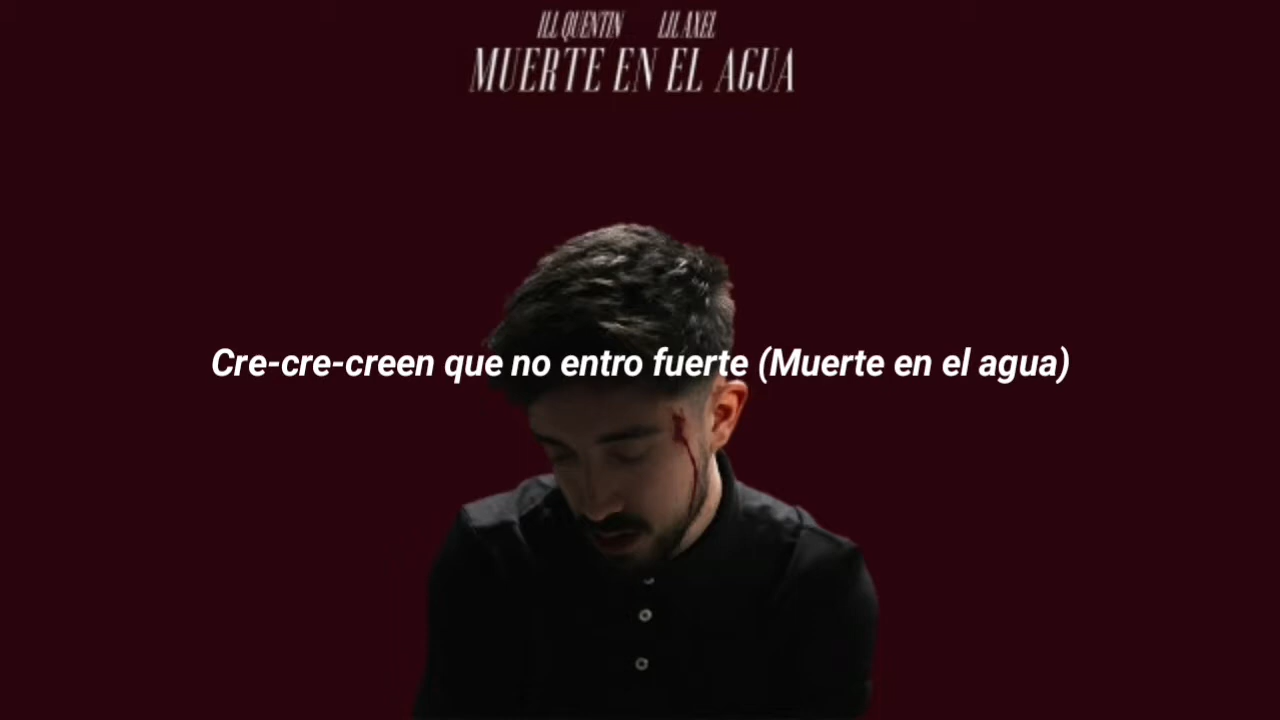 ILL QUENTIN LIL AXEL
MUERTE EN EL AGUA
Cre-cre-creen que no entro fuerte (Muerte en el agua)